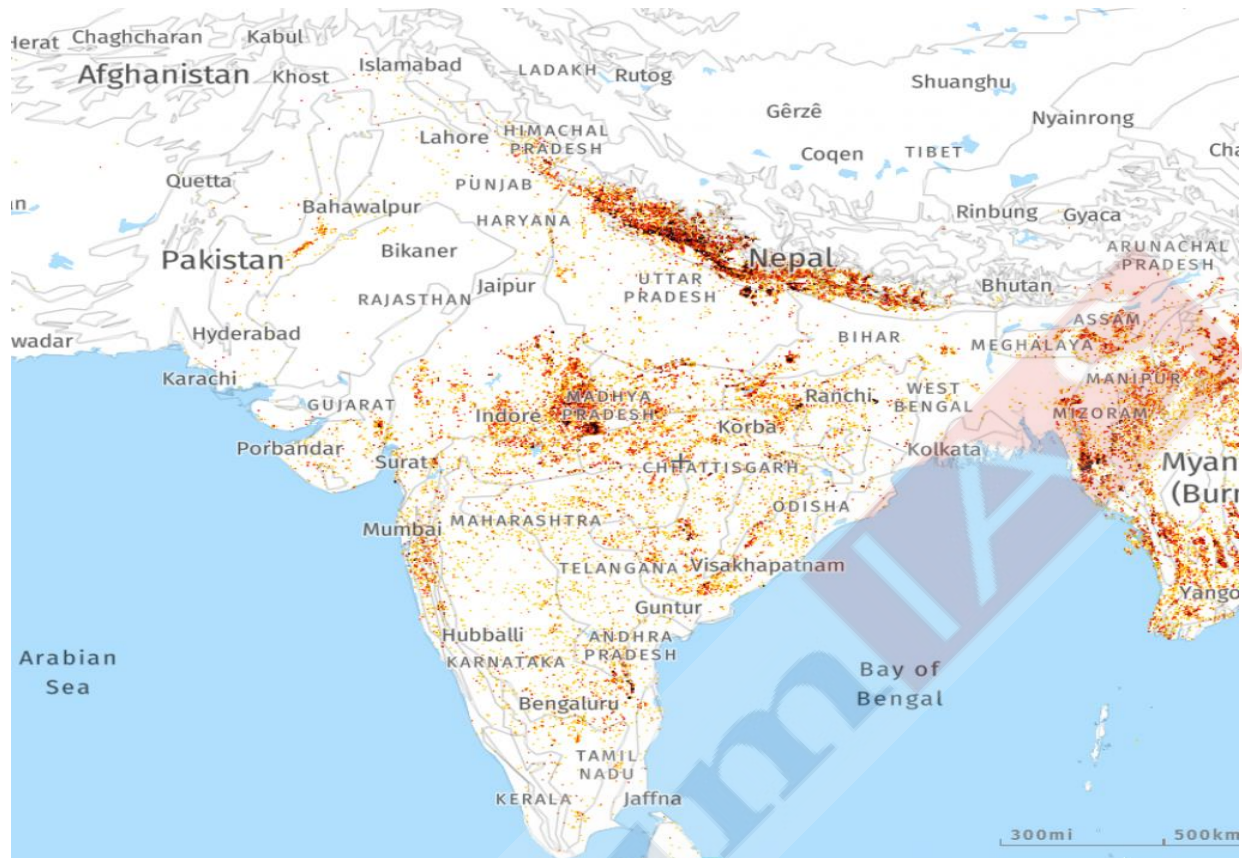 Herat
Chaghcharan
Kabul
Islamabad
LADAKH
Rutog
Shuanghu
Afghanistan
Khost
Gêrzê
Nyainrong
Lahore
HIMACHAL
PRADESH
Coqen
TIBET
Cha
Quetta
PUNJAB
an
Bahawalpur
HARYANA
Rinbung
Gyaca
Pakistan
Bikaner
Nepal
ARUNACHAL
PRADESH
RAJASTHAN
Jaipur
UTTAR
PRADESH
Bhutan
wadar
Hyderabad
BIHAR
ASSAM
MEGHALAYA
Karachi
GUJARAT
Indore
MADHYA
PRADESH
Ranchi
WEST
BENGAL
MANIPUR
MIZORAM
Porbandar
Surat
Korba
Kolkata
CHHATTISGARH
Myan
(Burr
Mumbai
MAHARASHTRA
ODISHA
TELANGANA
Visakhapatnam
Yango
Guntur
Hubballi
ANDHRA
PRADESH
KARNATAKA
Arabian
Sea
Bay of
Bengal
Bengaluru
TAMIL
NADU
KERALA
Jaffna
300mi
500km